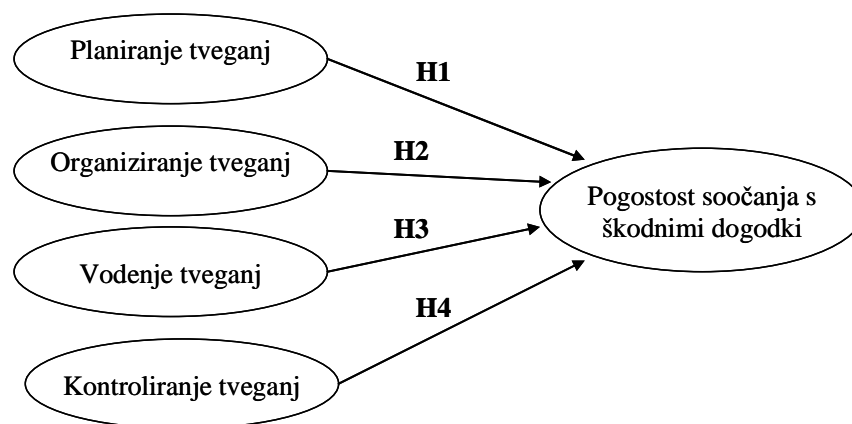 Planiranje tveganj
H1
Organiziranje tveganj
H2
Pogostost soočanja s
škodnimi dogodki
Vodenje tveganj
H3
Kontroliranje tveganj
H4